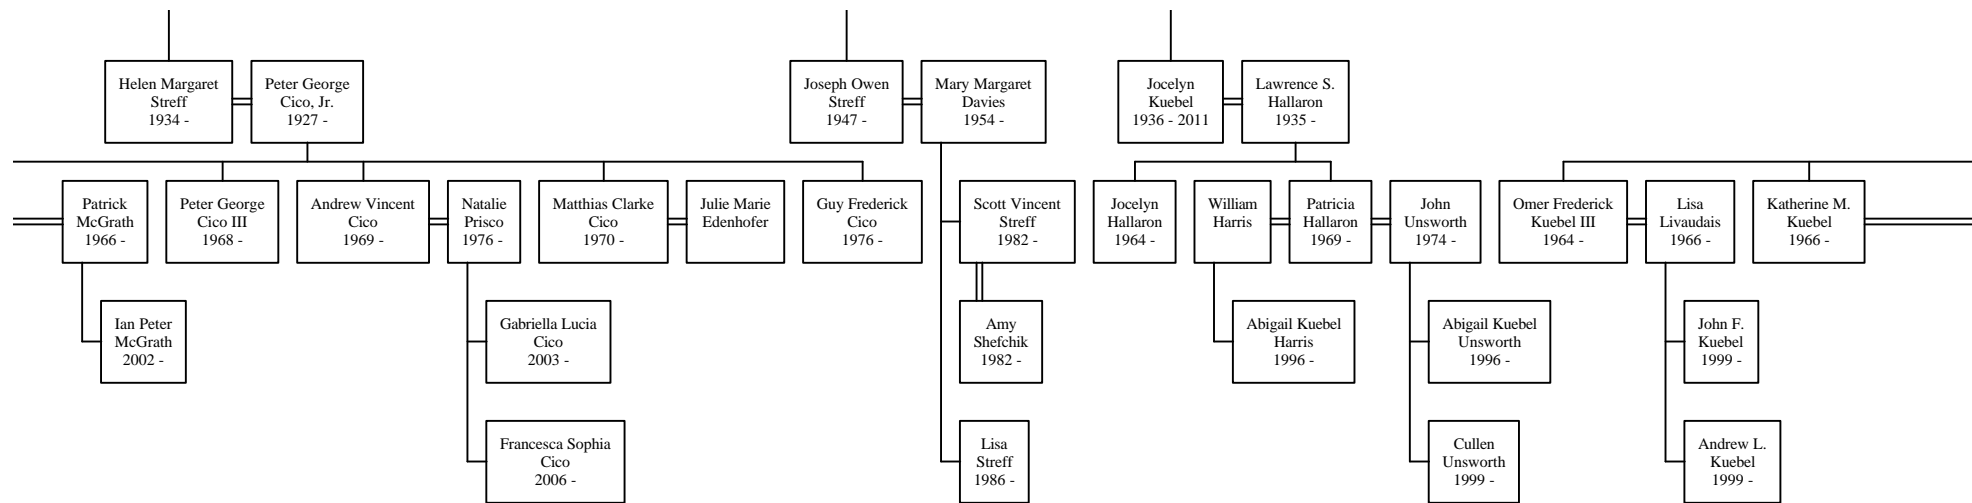 Helen Margaret
Streff
1934 -
Peter George
Cico, Jr.
1927 -
Joseph Owen
Streff
1947 -
Mary Margaret
Davies
1954 -
Jocelyn
Kuebel
1936 - 2011
Lawrence S.
Hallaron
1935 -
Patrick
McGrath
1966 -
Peter George
Cico III
1968 -
Andrew Vincent
Cico
1969 -
Natalie
Prisco
1976 -
Matthias Clarke
Cico
1970 -
Julie Marie
Edenhofer
Guy Frederick
Cico
1976 -
Scott Vincent
Streff
1982 -
Jocelyn
Hallaron
1964 -
William
Harris
Patricia
Hallaron
1969 -
John
Unsworth
1974 -
Omer Frederick
Kuebel III
1964 -
Lisa
Livaudais
1966 -
Katherine M.
Kuebel
1966 -
Ian Peter
McGrath
2002 -
Gabriella Lucia
Cico
2003 -
Amy
Shefchik
1982 -
Abigail Kuebel
Harris
1996 -
Abigail Kuebel
Unsworth
1996 -
John F.
Kuebel
1999 -
Francesca Sophia
Cico
2006 -
Lisa
Streff
1986 -
Cullen
Unsworth
1999 -
Andrew L.
Kuebel
1999 -